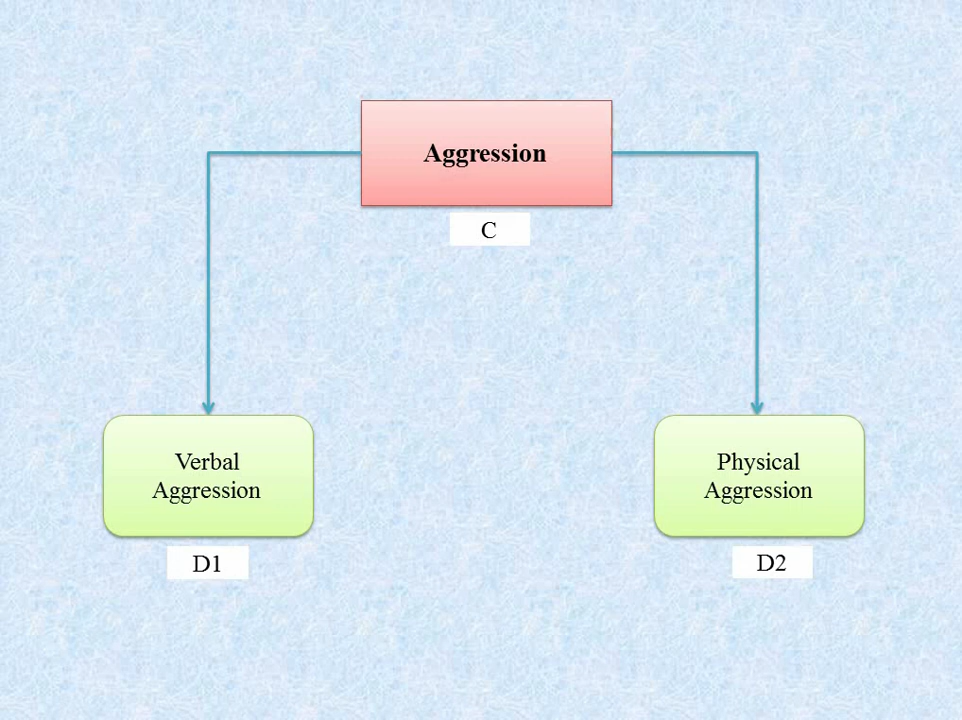 Aggression
C
Verbal
Aggression
Physical
Aggression
D1
D2